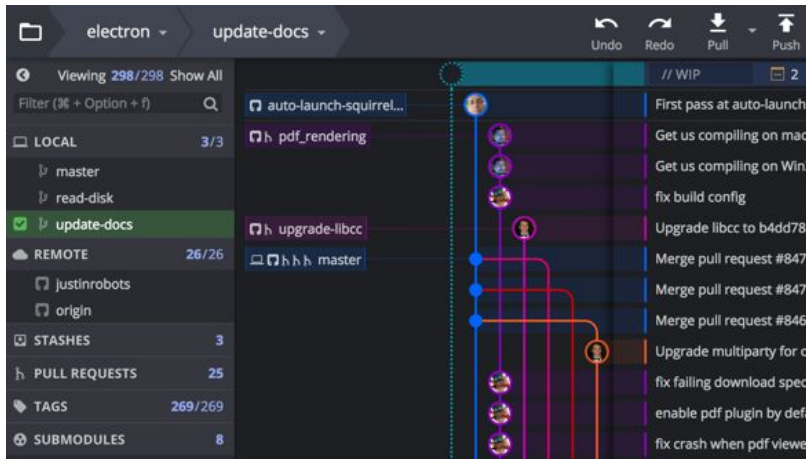 electron
update-docs
Undo
Redo
Pull
Push
Viewing 298/298 Show All
Filter (⌘ + Option + f)
LOCAL 3/3
master
read-disk
update-docs
REMOTE 26/26
justinrobots
origin
STASHES 3
PULL REQUESTS 25
TAGS 269/269
SUBMODULES 8
auto-launch-squirrel...
pdf_rendering
upgrade-libcc
master
// WIP 2
First pass at auto-launch
Get us compiling on mac
Get us compiling on Win
fix build config
Upgrade libcc to b4dd78
Merge pull request #847
Merge pull request #847
Merge pull request #846
Upgrade multiparty for
fix failing download spec
enable pdf plugin by def
fix crash when pdf viewe